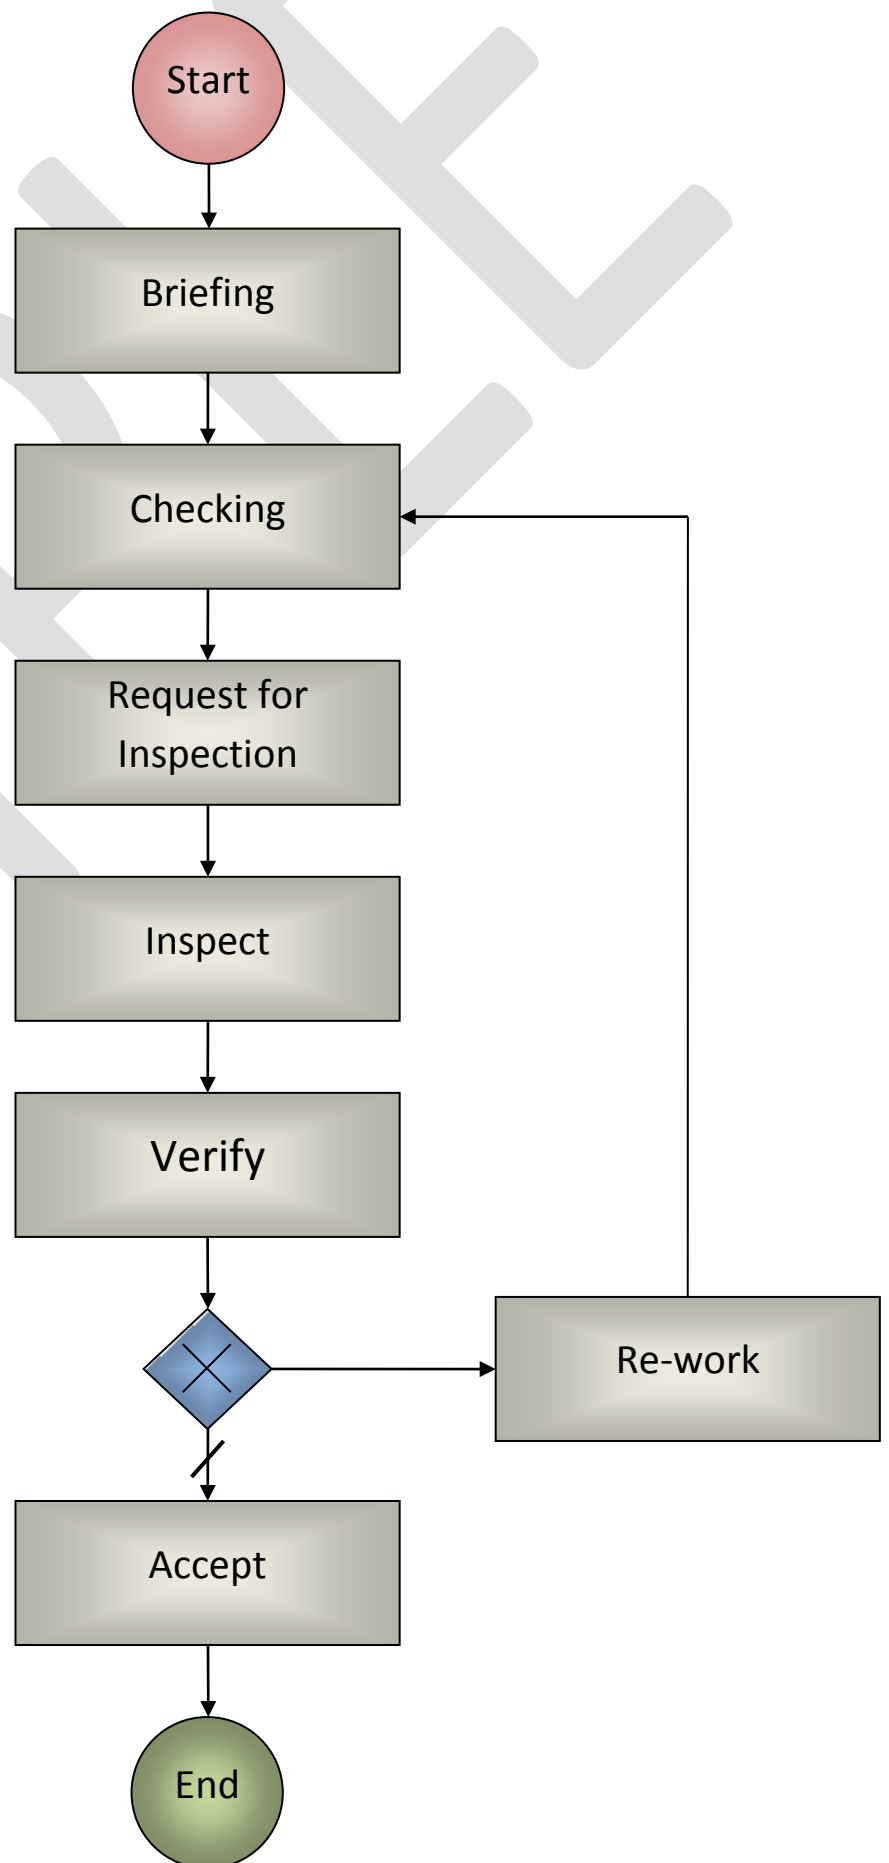 Start
Briefing
Checking
Request for
Inspection
Inspect
Verify
Re-work
Accept
End